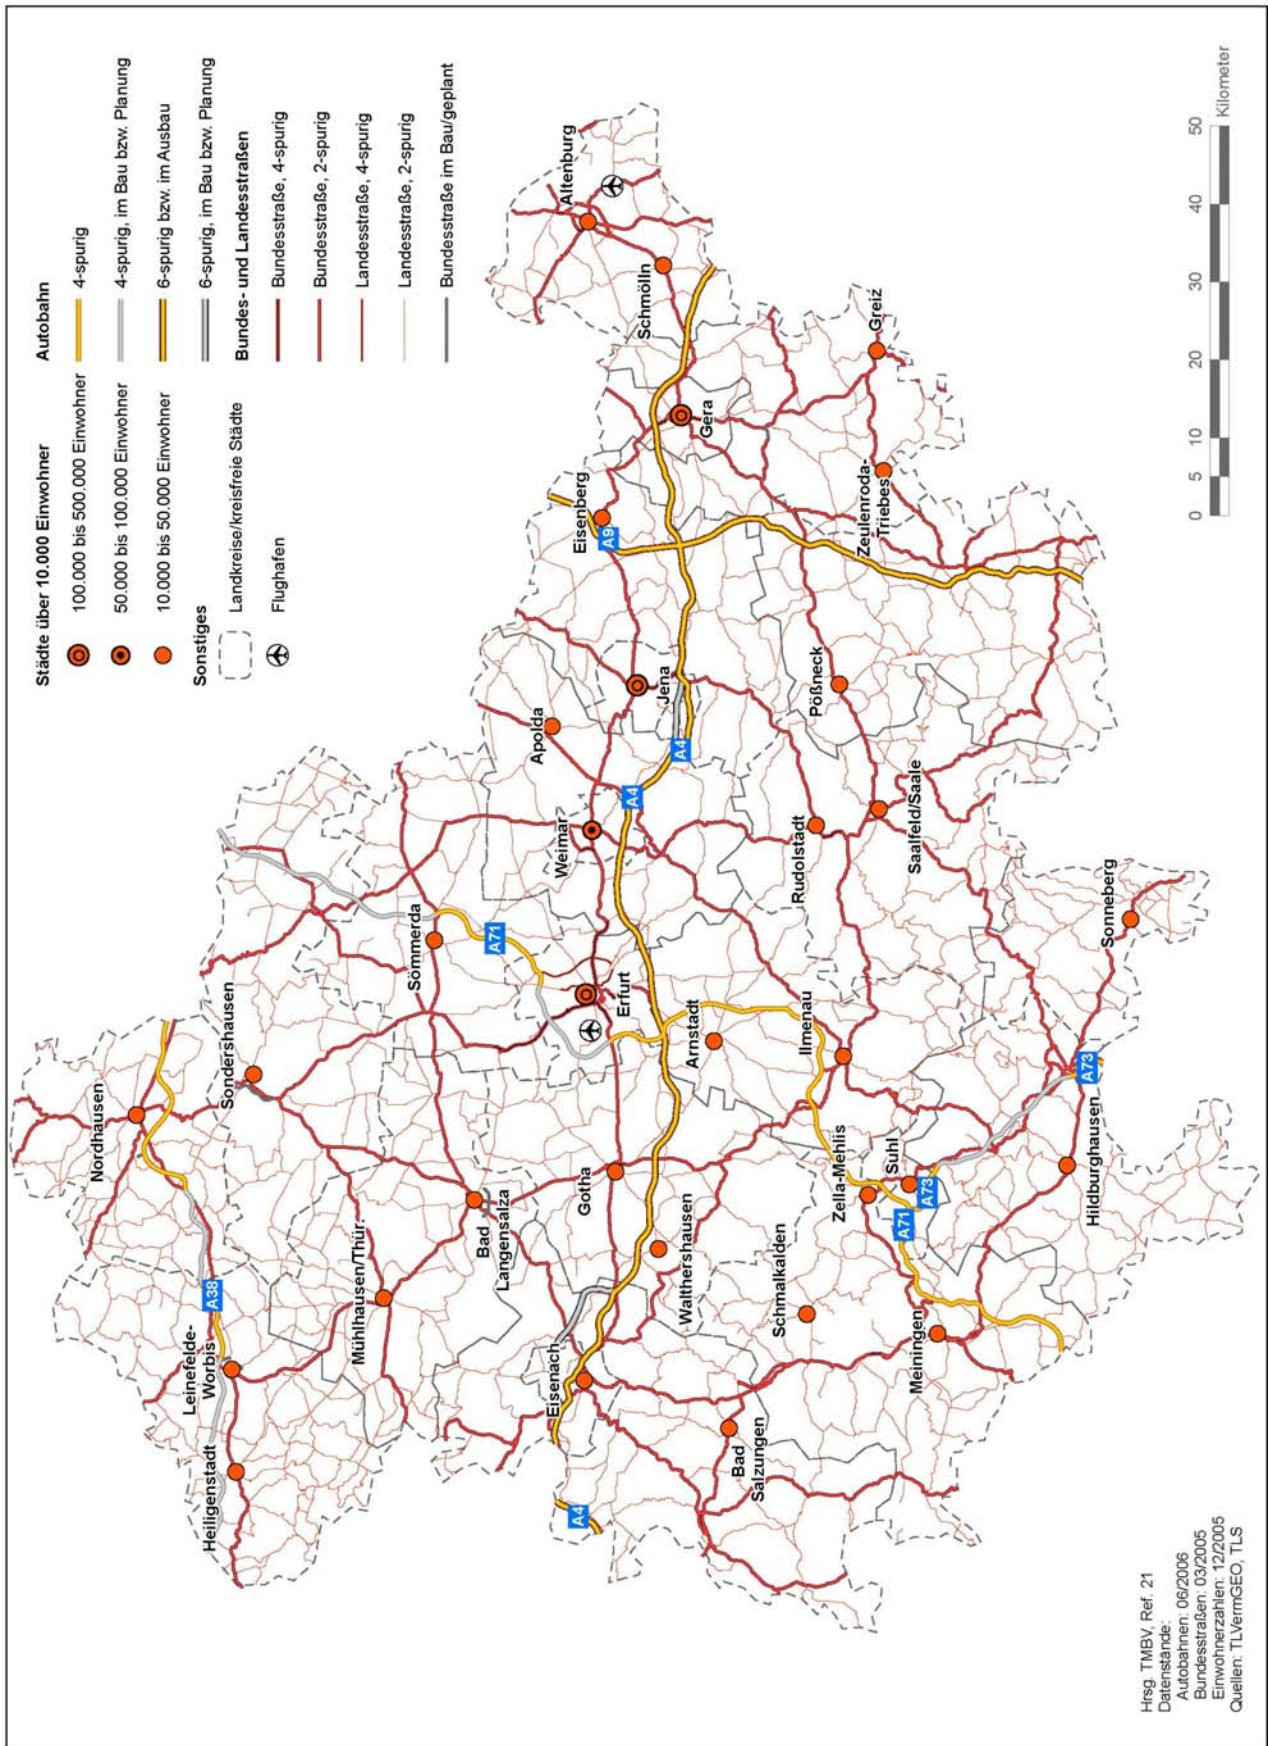 Städte über 10.000 Einwohner
100.000 bis 500.000 Einwohner
50.000 bis 100.000 Einwohner
10.000 bis 50.000 Einwohner
Sonstiges
Landkreise/kreisfreie Städte
Flughafen
Autobahn
4-spurig
4-spurig, im Bau bzw. Planung
6-spurig bzw. im Ausbau
6-spurig, im Bau bzw. Planung
Bundes- und Landesstraßen
Bundesstraße, 4-spurig
Bundesstraße, 2-spurig
Landesstraße, 4-spurig
Landesstraße, 2-spurig
Bundesstraße im Bau/geplant
Nordhausen
Sondershausen
A38
Leinefelde-
Worbis
Heiligenstadt
Mühlhausen/Thür.
Bad
Langensalza
Sömmerda
A71
Apolda
Weimar
Erfurt
Gotha
Eisenach
A4
Walthershausen
Arnstadt
A4
A4
Jena
Eisenberg
A9
Gera
Schmölln
Altenburg
Greiz
Zeulenroda-
Triebes
Pößneck
Rudolstadt
Saalfeld/Saale
Ilmenau
Zella-Mehlis
Suhl
A73
A71
Schmalkalden
Bad
Salzungen
Meiningen
Hildburghausen
A73
Sonneberg
0 5 10 20 30 40 50
Kilometer
Hrsg. TMBV, Ref. 21
Datenstände:
Autobahnen: 06/2006
Bundesstraßen: 03/2005
Einwohnerzahlen: 12/2005
Quellen: TLVermGEO, TLS